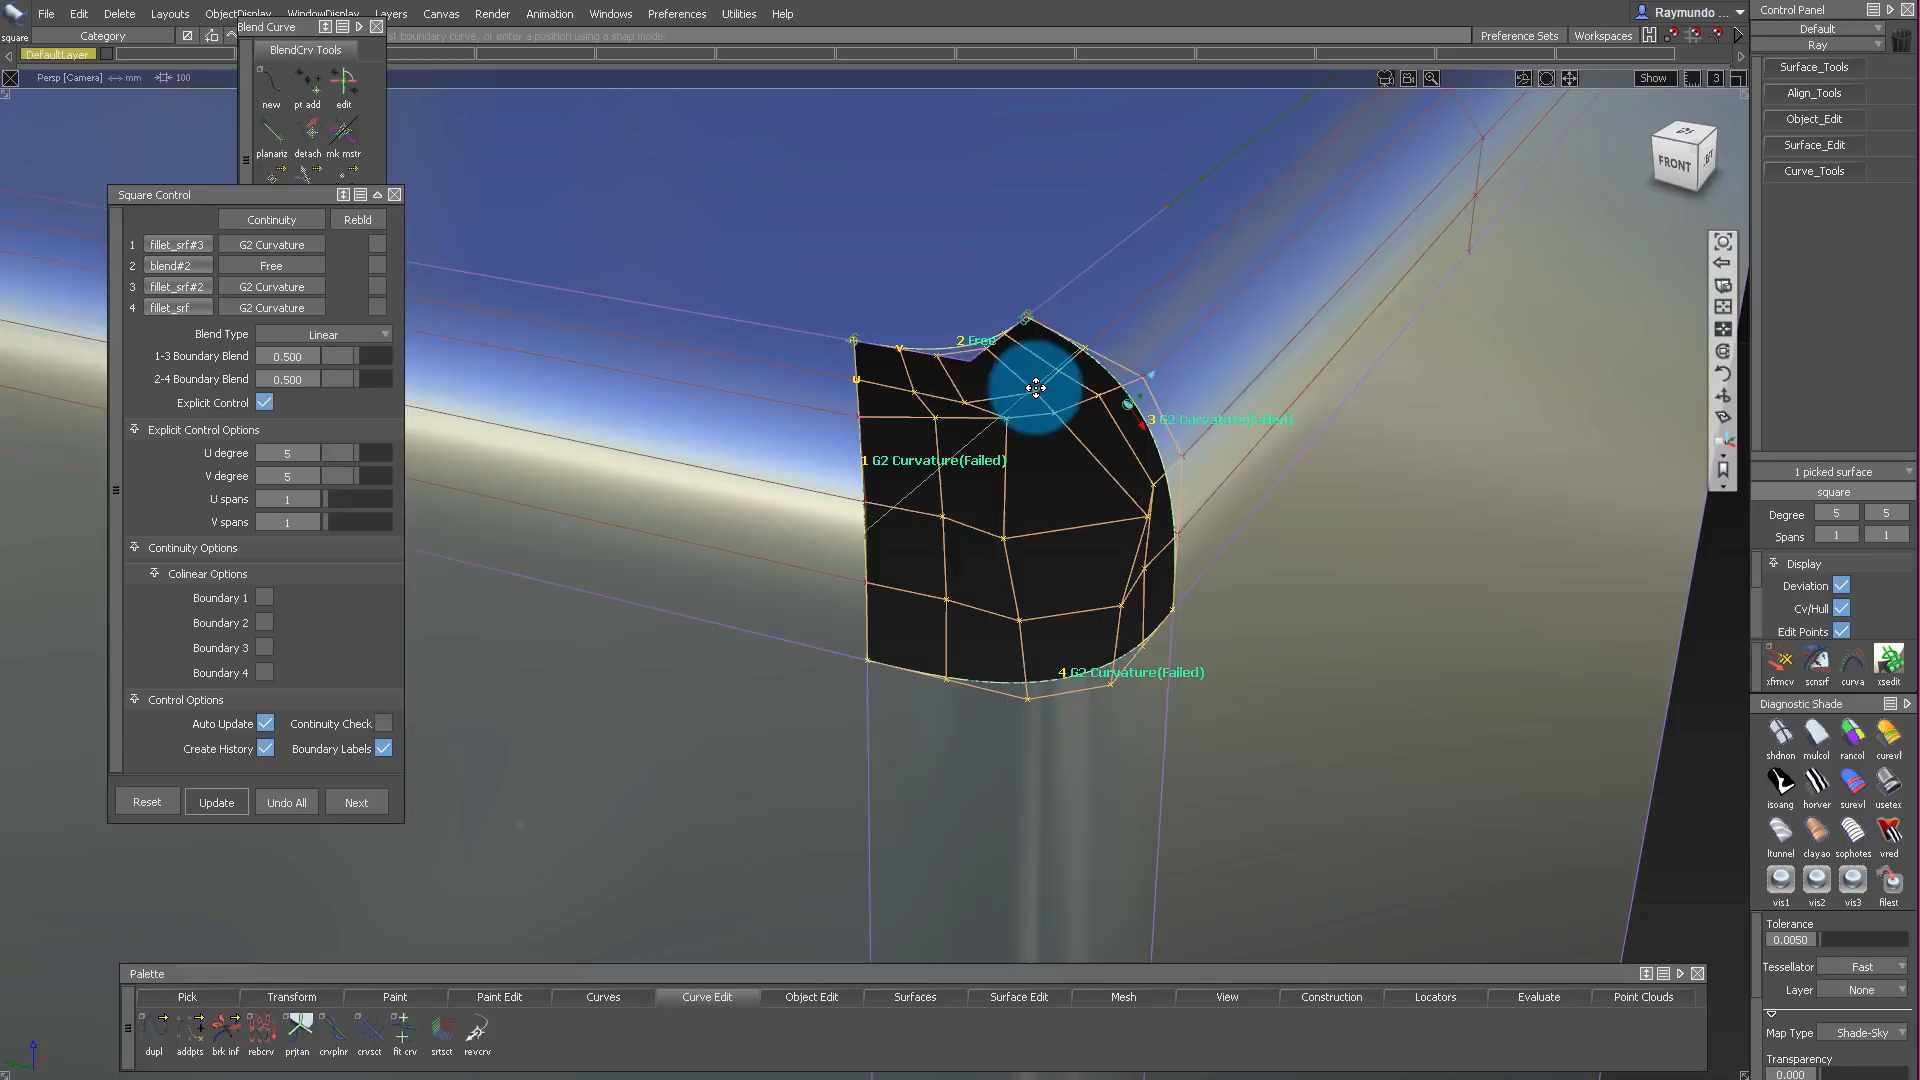 File Edit Delete Layouts ObjectDisplay WindowDisplay Layers Canvas Render Animation Windows Preferences Utilities Help
Raymundo ...
square
Category
st boundary curve, or enter a position using a snap mode.
Preference Sets
Workspaces
DefaultLayer
Persp [Camera] mm 100
Show
3
Blend Curve
BlendCrv Tools
new pt add edit
planariz detach mk mstr
Square Control
Continuity Rebld
1 fillet_srf#3 G2 Curvature
2 blend#2 Free
3 fillet_srf#2 G2 Curvature
4 fillet_srf G2 Curvature
Blend Type Linear
1-3 Boundary Blend 0.500
2-4 Boundary Blend 0.500
Explicit Control
Explicit Control Options
U degree 5
V degree 5
U spans 1
V spans 1
Continuity Options
Colinear Options
Boundary 1
Boundary 2
Boundary 3
Boundary 4
Control Options
Auto Update Continuity Check
Create History Boundary Labels
Reset Update Undo All Next
2 Free
3 G2 Curvature(Failed)
1 G2 Curvature(Failed)
4 G2 Curvature(Failed)
V
U
FRONT
Control Panel
Default
Ray
Surface_Tools
Align_Tools
Object_Edit
Surface_Edit
Curve_Tools
1 picked surface
square
Degree 5 5
Spans 1 1
Display
Deviation
Cv/Hull
Edit Points
xfrmcv scnsrf curva xsedit
Diagnostic Shade
shdnon mulcol rancol curevl
isoang horver surevl usetex
ltunnel clayao sophotes vred
vis1 vis2 vis3 filest
Tolerance
0.0050
Tessellator Fast
Layer None
Map Type Shade-Sky
Transparency
0.000
Palette
Pick Transform Paint Paint Edit Curves Curve Edit Object Edit Surfaces Surface Edit Mesh View Construction Locators Evaluate Point Clouds
dupl addpts brk inf rebcrv prjtan crvplnr crvsct fit crv srtsct revcrv